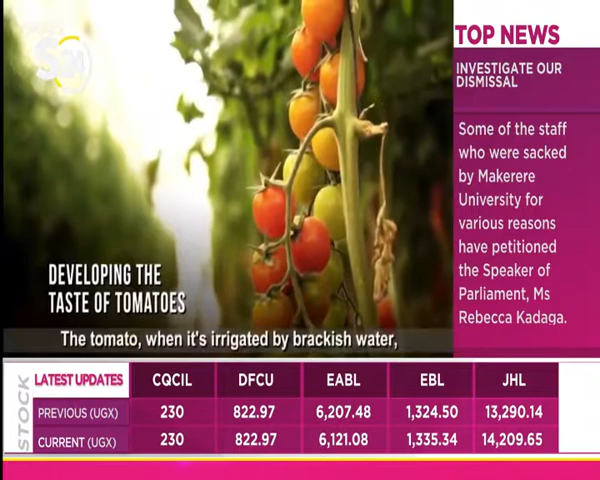 TOP NEWS
INVESTIGATE OUR
DISMISSAL
Some of the staff
who were sacked
by Makerere
University for
various reasons
have petitioned
the Speaker of
Parliament, Ms
Rebecca Kadaga.
DEVELOPING THE
TASTE OF TOMATOES
The tomato, when it's irrigated by brackish water,
STOCK
LATEST UPDATES CQCIL DFCU EABL EBL JHL
PREVIOUS (UGX) 230 822.97 6,207.48 1,324.50 13,290.14
CURRENT (UGX) 230 822.97 6,121.08 1,335.34 14,209.65